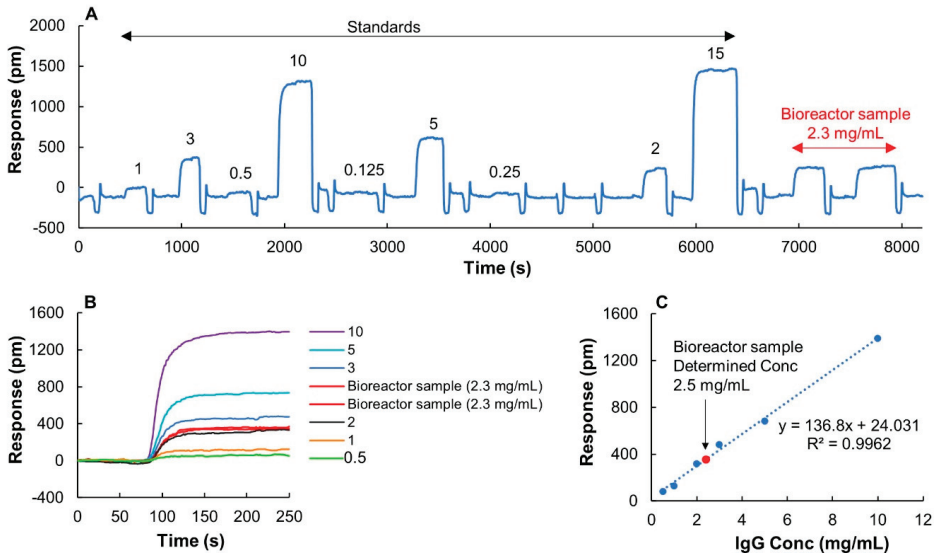 A
Standards
Response (pm)
2000
1500
1000
500
0
-500
1
3
0.5
10
0.125
5
0.25
2
15
Bioreactor sample
2.3 mg/mL
0 1000 2000 3000 4000 5000 6000 7000 8000
Time (s)
B
Response (pm)
1600
1200
800
400
0
-400
0 50 100 150 200 250
Time (s)
10
5
3
Bioreactor sample (2.3 mg/mL)
Bioreactor sample (2.3 mg/mL)
2
1
0.5
C
Response (pm)
1600
1200
800
400
0
Bioreactor sample
Determined Conc
2.5 mg/mL
y = 136.8x + 24.031
R² = 0.9962
0 2 4 6 8 10 12
IgG Conc (mg/mL)